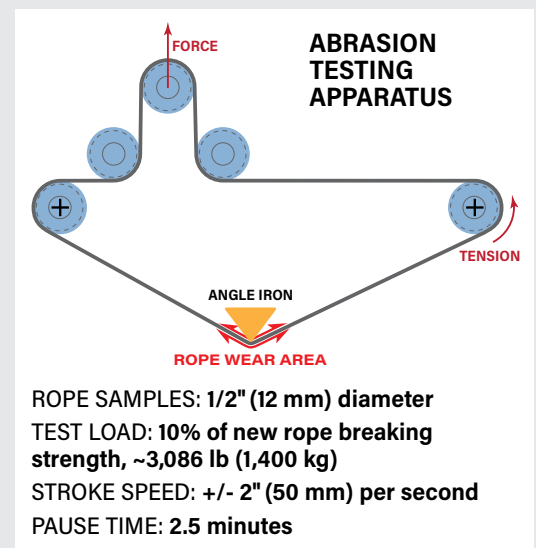 FORCE
ABRASION
TESTING
APPARATUS
TENSION
ANGLE IRON
ROPE WEAR AREA
ROPE SAMPLES: 1/2" (12 mm) diameter
TEST LOAD: 10% of new rope breaking
strength, ~3,086 lb (1,400 kg)
STROKE SPEED: +/- 2" (50 mm) per second
PAUSE TIME: 2.5 minutes